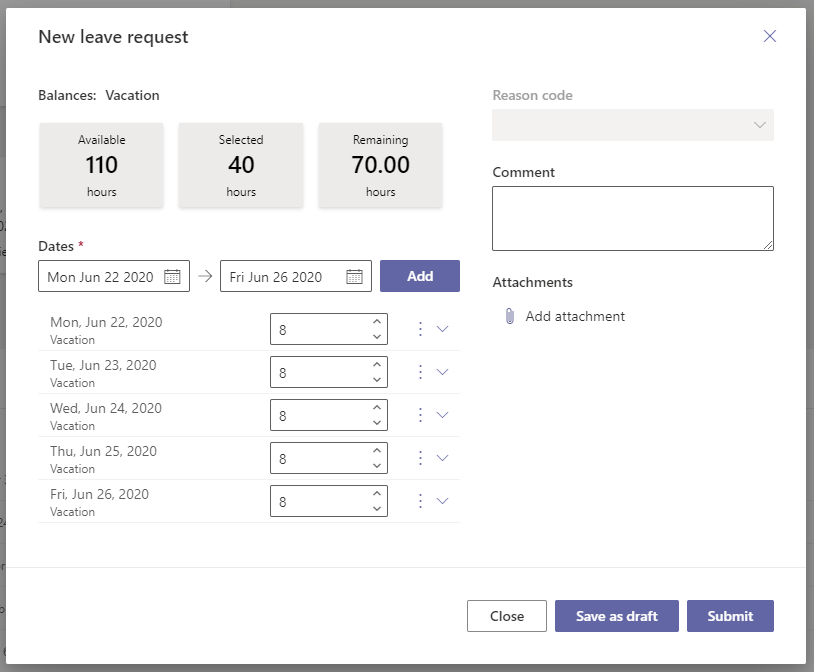 New leave request
Balances: Vacation
Available
110
hours
Selected
40
hours
Remaining
70.00
hours
Dates *
Mon Jun 22 2020
Fri Jun 26 2020
Add
Mon, Jun 22, 2020
Vacation
8
Tue, Jun 23, 2020
Vacation
8
Wed, Jun 24, 2020
Vacation
8
Thu, Jun 25, 2020
Vacation
8
Fri, Jun 26, 2020
Vacation
8
Reason code
Comment
Attachments
Add attachment
Close
Save as draft
Submit